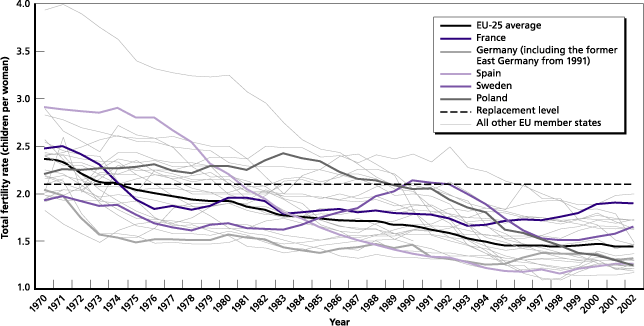 4.0
3.5
3.0
2.5
2.0
1.5
1.0
Total fertility rate (children per woman)
EU-25 average
France
Germany (including the former
East Germany from 1991)
Spain
Sweden
Poland
Replacement level
All other EU member states
1970 1971 1972 1973 1974 1975 1976 1977 1978 1979 1980 1981 1982 1983 1984 1985 1986 1987 1988 1989 1990 1991 1992 1993 1994 1995 1996 1997 1998 1999 2000 2001 2002
Year